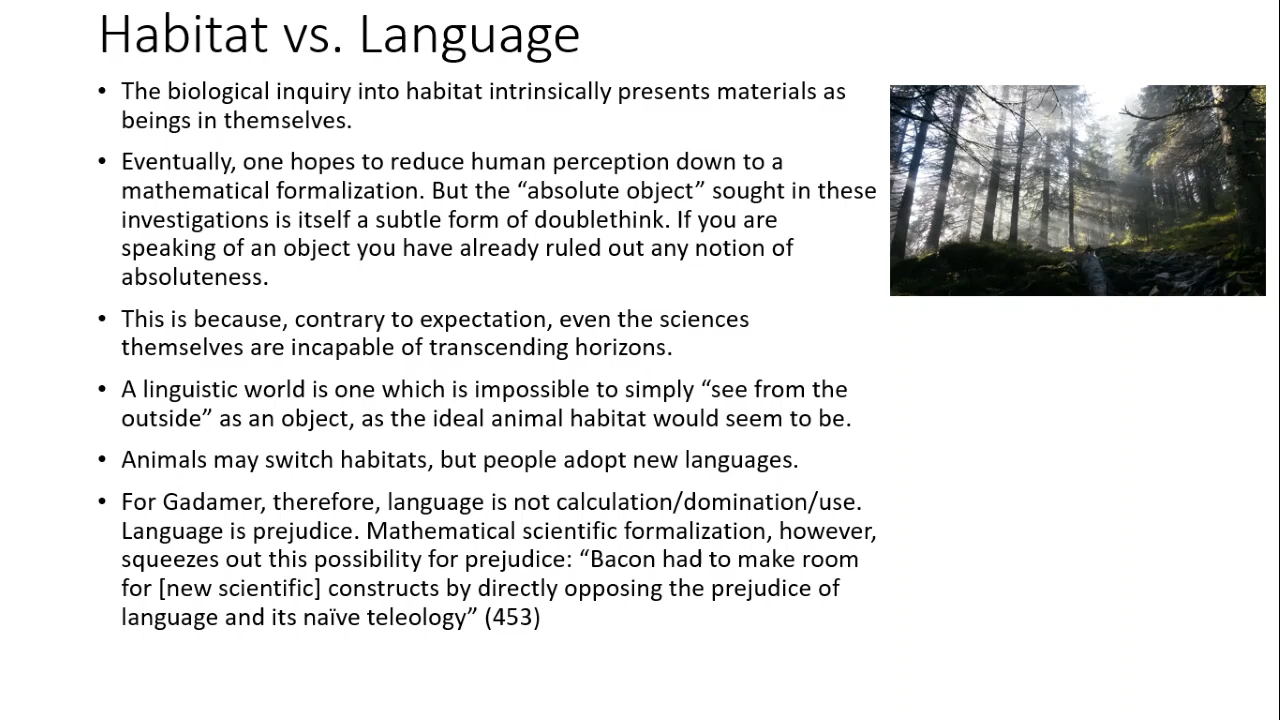 Habitat vs. Language
• The biological inquiry into habitat intrinsically presents materials as
beings in themselves.
• Eventually, one hopes to reduce human perception down to a
mathematical formalization. But the “absolute object” sought in these
investigations is itself a subtle form of doublethink. If you are
speaking of an object you have already ruled out any notion of
absoluteness.
• This is because, contrary to expectation, even the sciences
themselves are incapable of transcending horizons.
• A linguistic world is one which is impossible to simply “see from the
outside” as an object, as the ideal animal habitat would seem to be.
• Animals may switch habitats, but people adopt new languages.
• For Gadamer, therefore, language is not calculation/domination/use.
Language is prejudice. Mathematical scientific formalization, however,
squeezes out this possibility for prejudice: “Bacon had to make room
for [new scientific] constructs by directly opposing the prejudice of
language and its naïve teleology” (453)